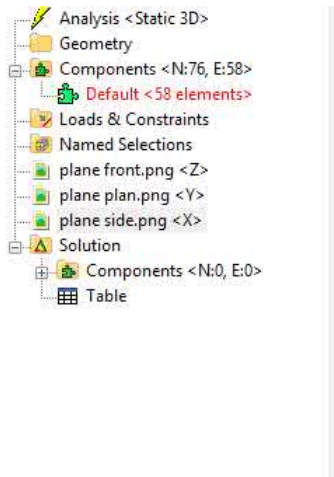 Analysis <Static 3D>
Geometry
Components <N:76, E:58>
Default <58 elements>
Loads & Constraints
Named Selections
plane front.png <Z>
plane plan.png <Y>
plane side.png <X>
Solution
Components <N:0, E:0>
Table